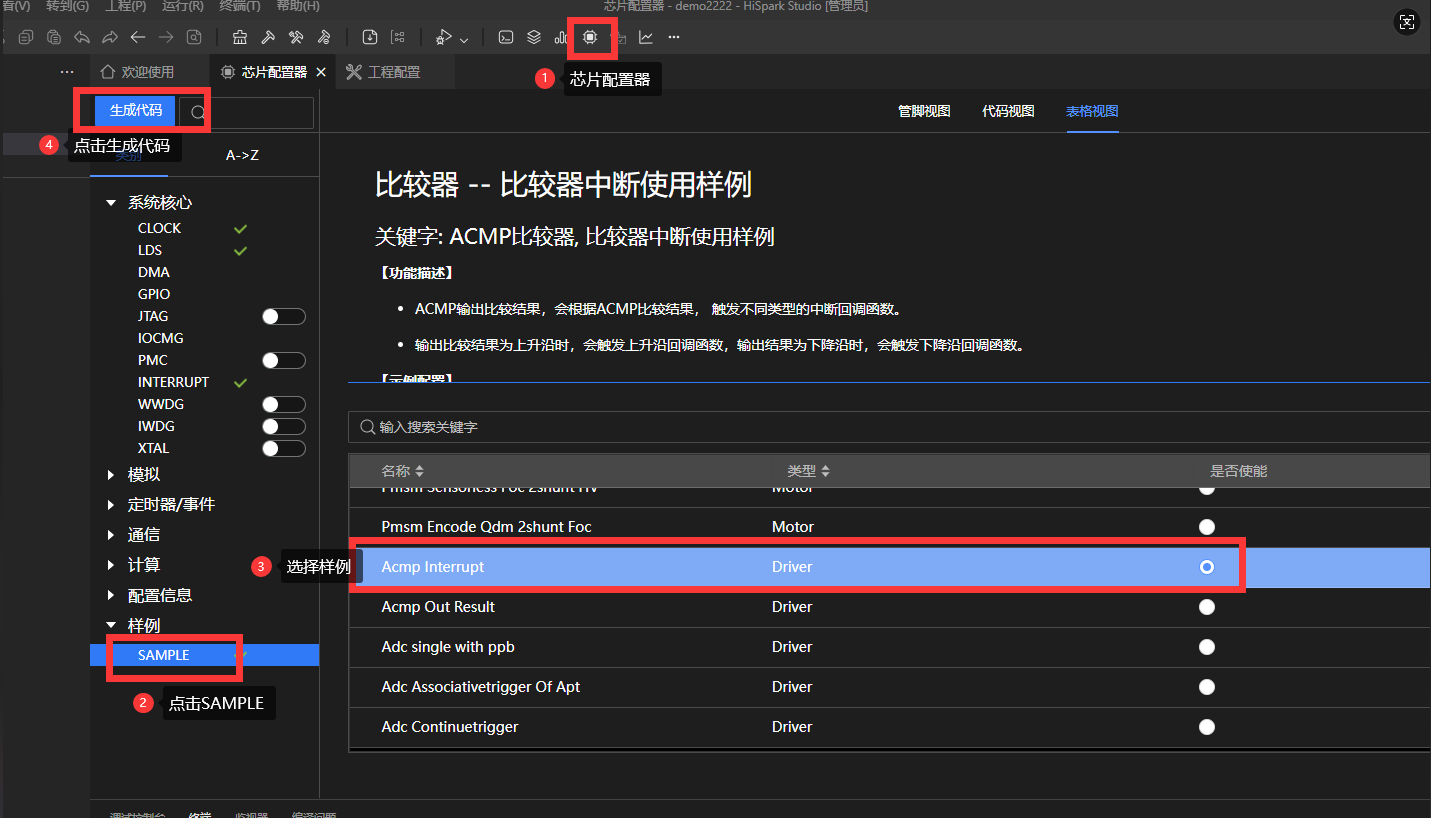 看(V) 转到(G) 工程(P) 运行(R) 终端(T) 帮助(H) 芯片配置器 - demo2222 - HiSpark Studio [管理员]
欢迎使用 芯片配置器 工程配置
1 芯片配置器
生成代码
管脚视图 代码视图 表格视图
4 点击生成代码
类别 A->Z
比较器 -- 比较器中断使用样例
关键字: ACMP比较器, 比较器中断使用样例
【功能描述】
ACMP输出比较结果，会根据ACMP比较结果， 触发不同类型的中断回调函数。
输出比较结果为上升沿时，会触发上升沿回调函数，输出结果为下降沿时，会触发下降沿回调函数。
【示例配置】
系统核心
CLOCK
LDS
DMA
GPIO
JTAG
IOCMG
PMC
INTERRUPT
WWDG
IWDG
XTAL
模拟
定时器/事件
通信
计算
配置信息
样例
SAMPLE
2 点击SAMPLE
输入搜索关键字
名称 类型 是否使能
Pmsm Sensorless Foc 2shunt HV Motor
Pmsm Encode Qdm 2shunt Foc Motor
3 选择样例
Acmp Interrupt Driver
Acmp Out Result Driver
Adc single with ppb Driver
Adc Associativetrigger Of Apt Driver
Adc Continuetrigger Driver
调试控制台 终端 监视器 编译问题